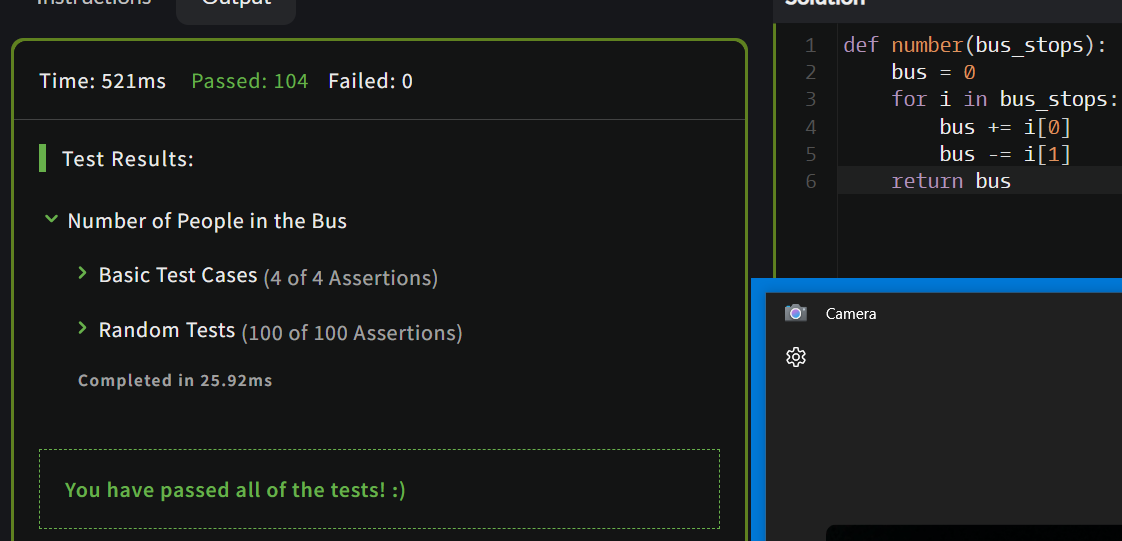 Instructions
Output
Time: 521ms Passed: 104 Failed: 0
Test Results:
Number of People in the Bus
Basic Test Cases (4 of 4 Assertions)
Random Tests (100 of 100 Assertions)
Completed in 25.92ms
You have passed all of the tests! :)
Solution
1 def number(bus_stops):
2     bus = 0
3     for i in bus_stops:
4         bus += i[0]
5         bus -= i[1]
6     return bus
Camera